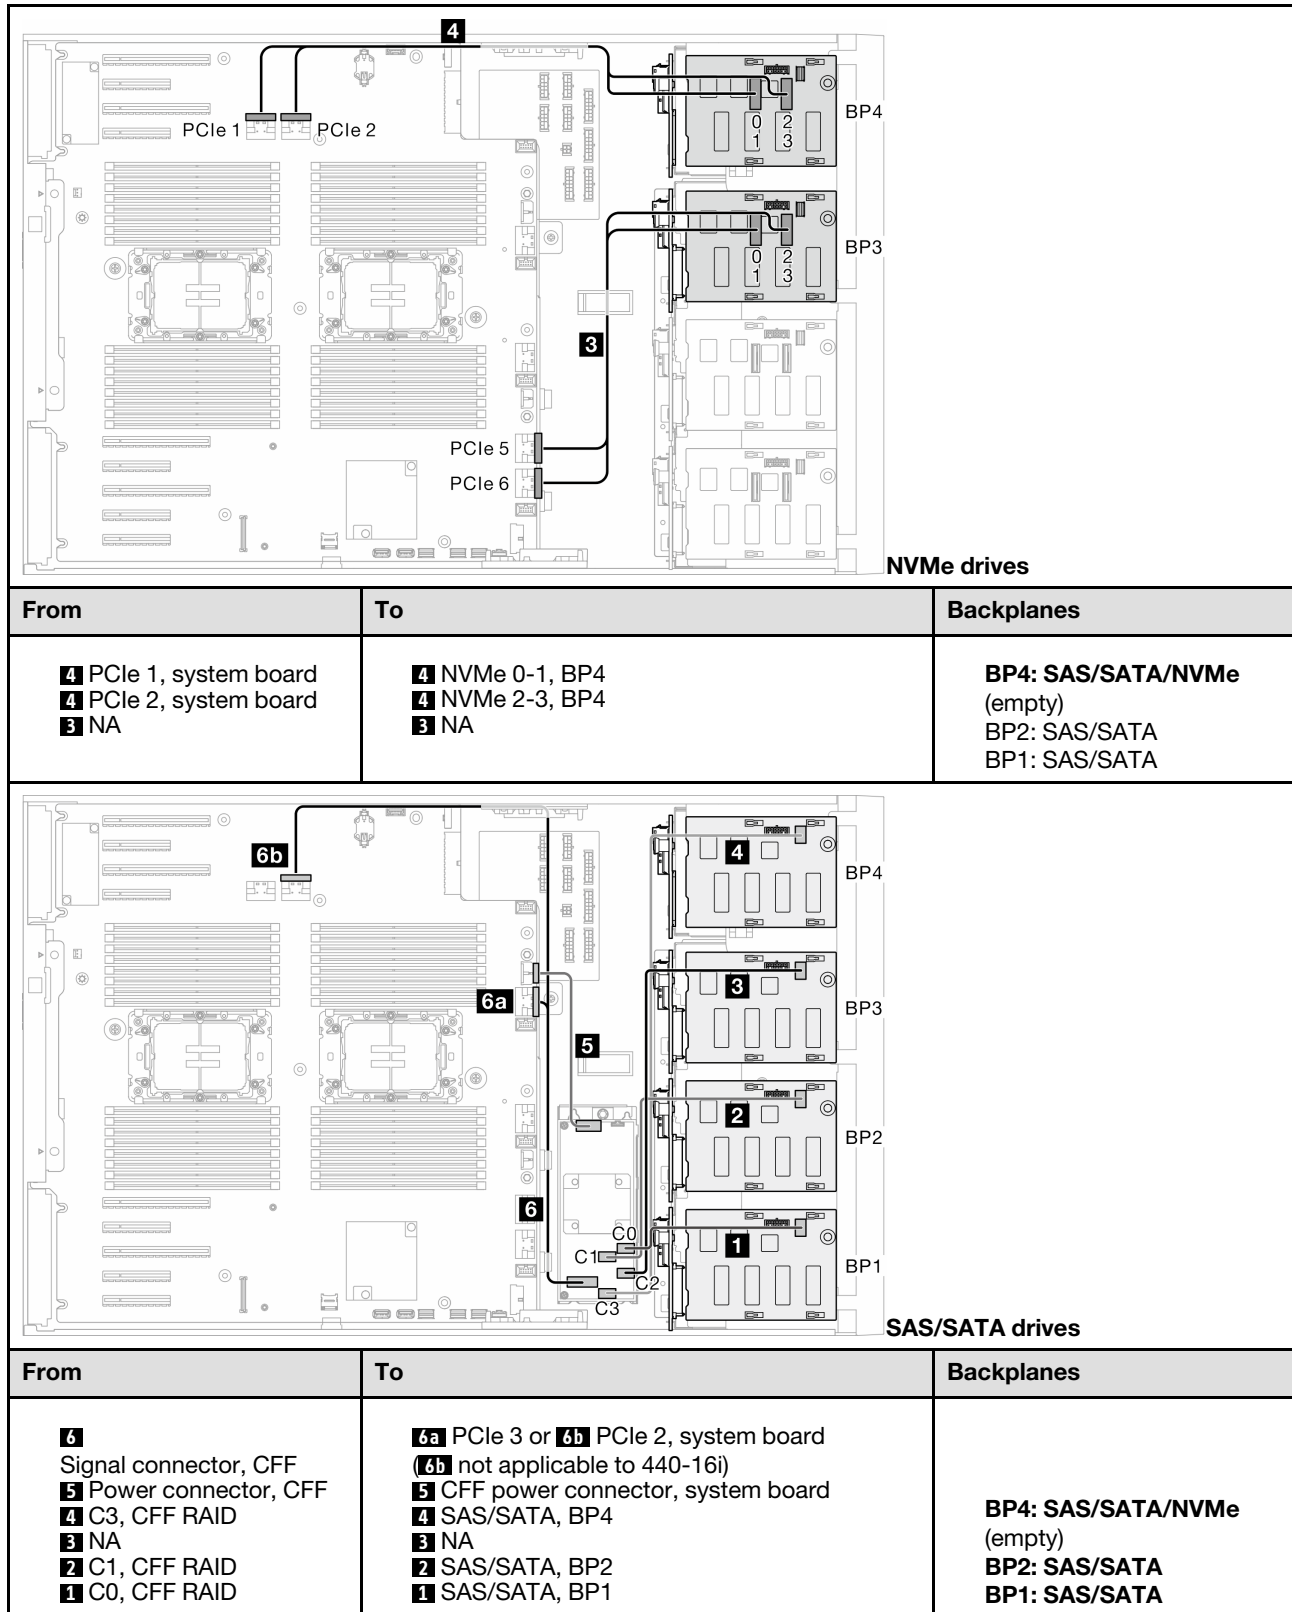 4
PCIe 1
PCIe 2
0
1
2
3
BP4
0
1
2
3
BP3
3
PCIe 5
PCIe 6
NVMe drives
From
To
Backplanes
4 PCIe 1, system board
4 PCIe 2, system board
3 NA
4 NVMe 0-1, BP4
4 NVMe 2-3, BP4
3 NA
BP4: SAS/SATA/NVMe
(empty)
BP2: SAS/SATA
BP1: SAS/SATA
6b
4
BP4
6a
3
BP3
5
2
BP2
6
C0
C1
C2
C3
1
BP1
SAS/SATA drives
From
To
Backplanes
6
Signal connector, CFF
5 Power connector, CFF
4 C3, CFF RAID
3 NA
2 C1, CFF RAID
1 C0, CFF RAID
6a PCIe 3 or 6b PCIe 2, system board
(6b not applicable to 440-16i)
5 CFF power connector, system board
4 SAS/SATA, BP4
3 NA
2 SAS/SATA, BP2
1 SAS/SATA, BP1
BP4: SAS/SATA/NVMe
(empty)
BP2: SAS/SATA
BP1: SAS/SATA